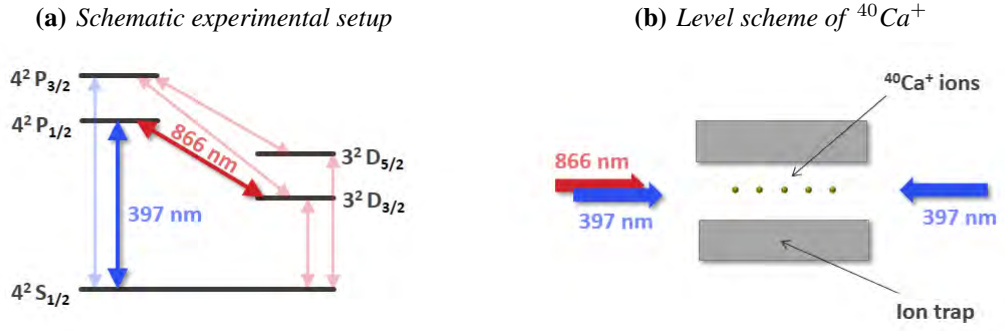 (a) Schematic experimental setup
(b) Level scheme of ⁴⁰Ca⁺
4² P₃/₂
4² P₁/₂
866 nm
3² D₅/₂
3² D₃/₂
397 nm
4² S₁/₂
⁴⁰Ca⁺ ions
866 nm
397 nm
397 nm
Ion trap